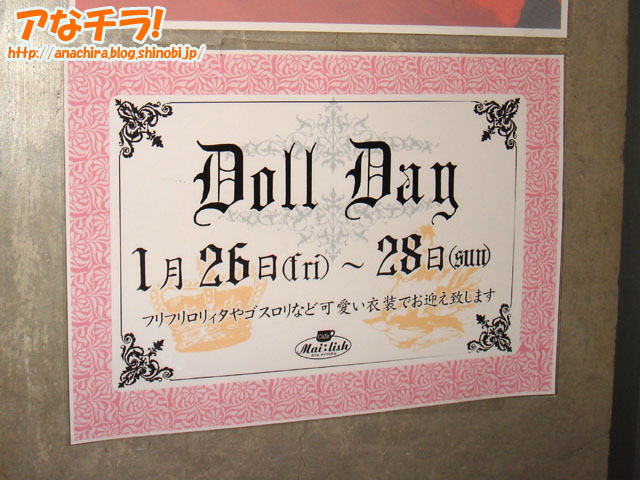 アなチラ!
http://anachira.blog.shinobi.jp/
Doll Day
1月26日(fri)~28日(sun)
フリフリロリィタやゴスロリなど可愛い衣装でお迎え致します
Mai:lish